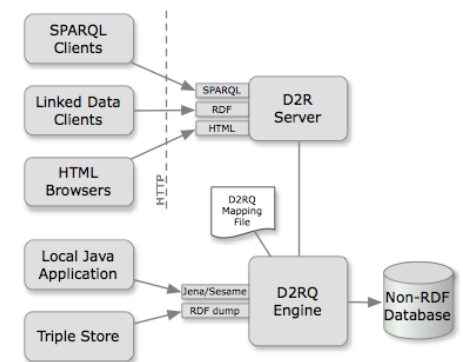 SPARQL
Clients
Linked Data
Clients
HTML
Browsers
HTTP
SPARQL
RDF
HTML
D2R
Server
D2RQ
Mapping
File
Local Java
Application
Triple Store
Jena/Sesame
RDF dump
D2RQ
Engine
Non-RDF
Database